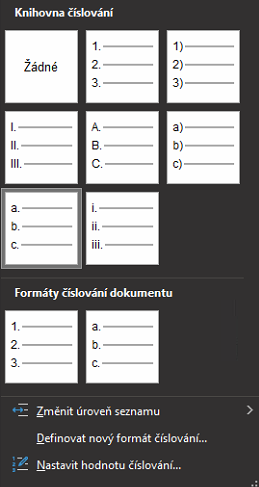 Knihovna číslování
Žádné
1.
2.
3.
1)
2)
3)
I.
II.
III.
A.
B.
C.
a)
b)
c)
a.
b.
c.
i.
ii.
iii.
Formáty číslování dokumentu
1.
2.
3.
a.
b.
c.
Změnit úroveň seznamu
Definovat nový formát číslování...
Nastavit hodnotu číslování...